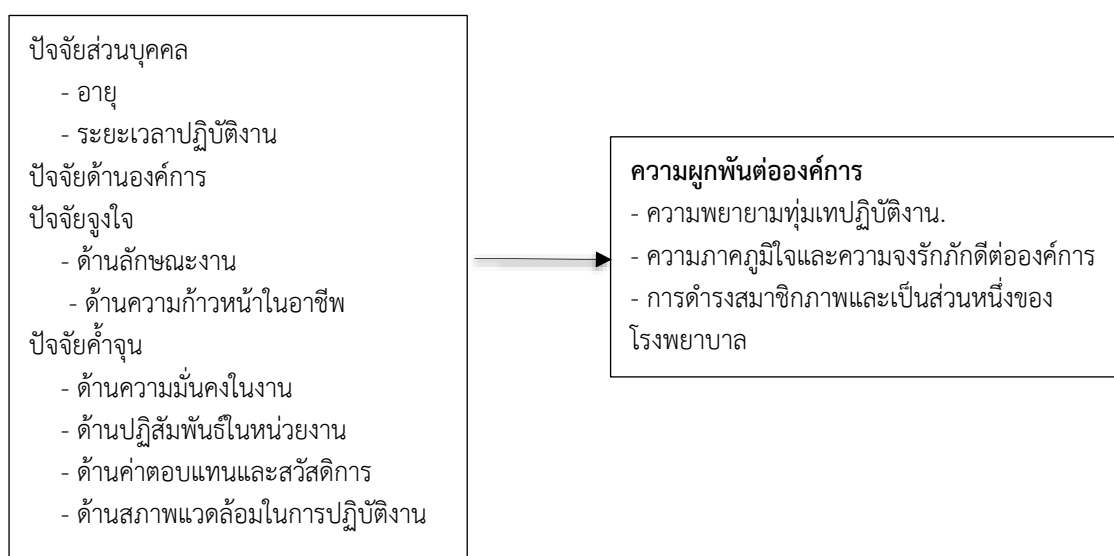 ปัจจัยส่วนบุคคล
- อายุ
- ระยะเวลาปฏิบัติงาน
ปัจจัยด้านองค์การ
ปัจจัยจูงใจ
- ด้านลักษณะงาน
- ด้านความก้าวหน้าในอาชีพ
ปัจจัยค้ำจุน
- ด้านความมั่นคงในงาน
- ด้านปฏิสัมพันธ์ในหน่วยงาน
- ด้านค่าตอบแทนและสวัสดิการ
- ด้านสภาพแวดล้อมในการปฏิบัติงาน
ความผูกพันต่อองค์การ
- ความพยายามทุ่มเทปฏิบัติงาน.
- ความภาคภูมิใจและความจงรักภักดีต่อองค์การ
- การดำรงสมาชิกภาพและเป็นส่วนหนึ่งของ
โรงพยาบาล